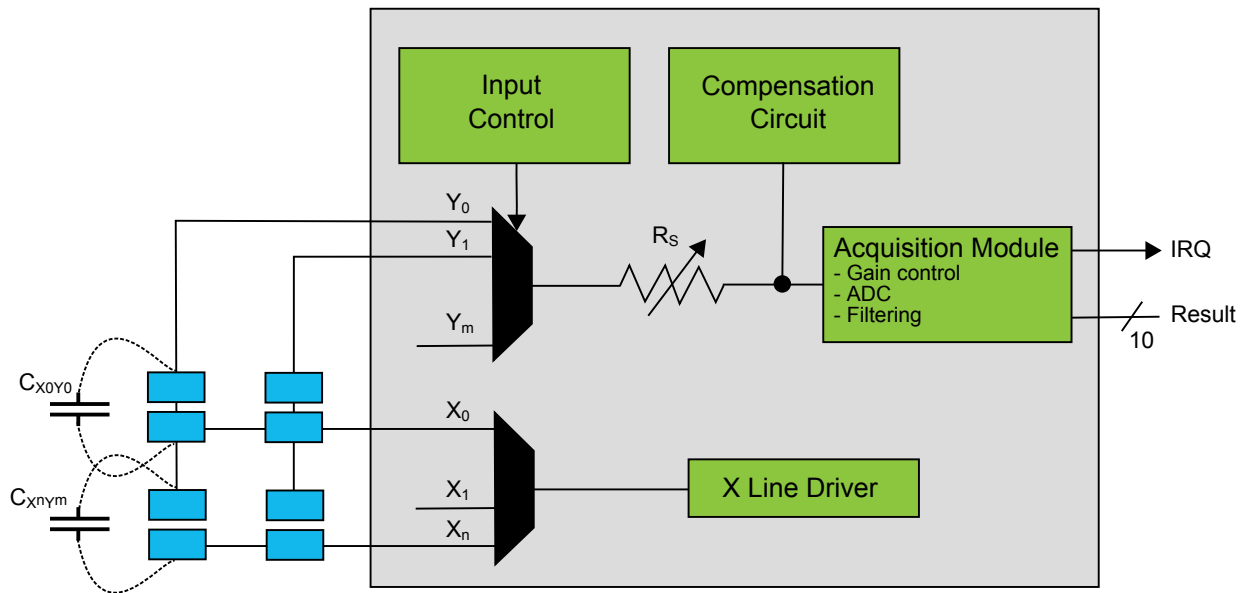 Input
Control
Compensation
Circuit
Y0
Y1
RS
Acquisition Module
- Gain control
- ADC
- Filtering
IRQ
Result
10
Ym
CX0Y0
X0
CXnYm
X1
Xn
X Line Driver